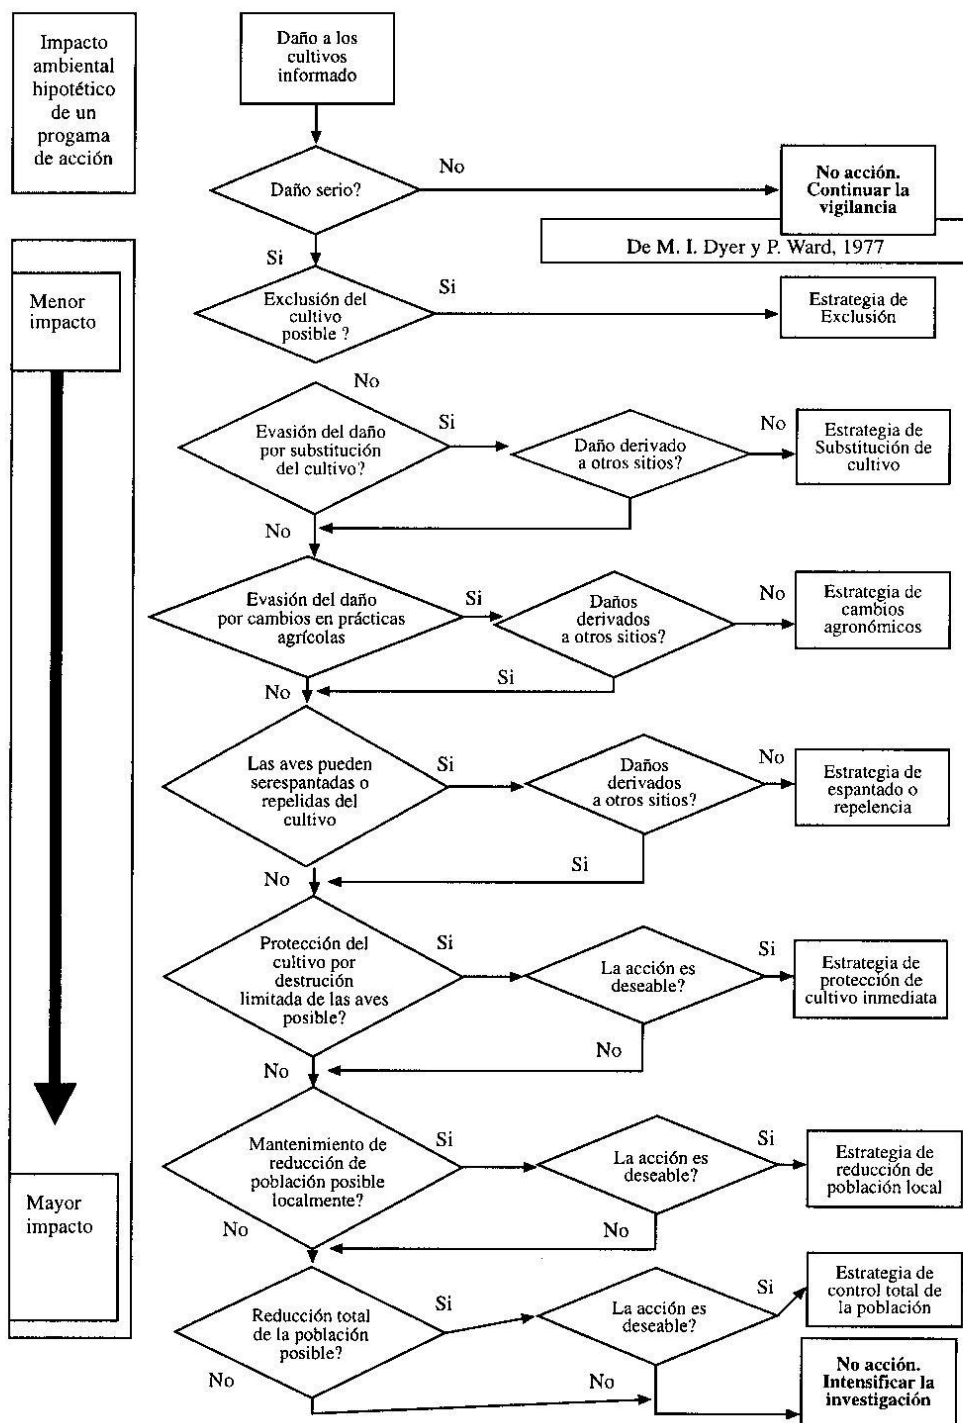 Impacto
ambiental
hipotético
de un
progama
de acción
Daño a los
cultivos
informado
Daño serio?
No
No acción.
Continuar la
vigilancia
De M. I. Dyer y P. Ward, 1977
Si
Menor
impacto
Exclusión del
cultivo
posible ?
Si
Estrategia de
Exclusión
No
Evasión del daño
por substitución
del cultivo?
Si
Daño derivado
a otros sitios?
No
Estrategia de
Substitución de
cultivo
No
Evasión del daño
por cambios en prácticas
agrícolas
Si
Daños
derivados
a otros sitios?
No
Estrategia de
cambios
agronómicos
Si
No
Las aves pueden
serespantadas o
repelidas del
cultivo
Si
Daños
derivados
a otros sitios?
No
Estrategia de
espantado o
repelencia
Si
No
Protección del
cultivo por
destrución
limitada de las aves
posible?
Si
La acción es
deseable?
Si
Estrategia de
protección de
cultivo inmediata
No
No
Mantenimiento de
reducción de
población posible
localmente?
Si
La acción es
deseable?
Si
Estrategia de
reducción de
población local
Mayor
impacto
No
No
Reducción total
de la población
posible?
Si
La acción es
deseable?
Si
Estrategia de
control total de
la población
No
No
No acción.
Intensificar la
investigación